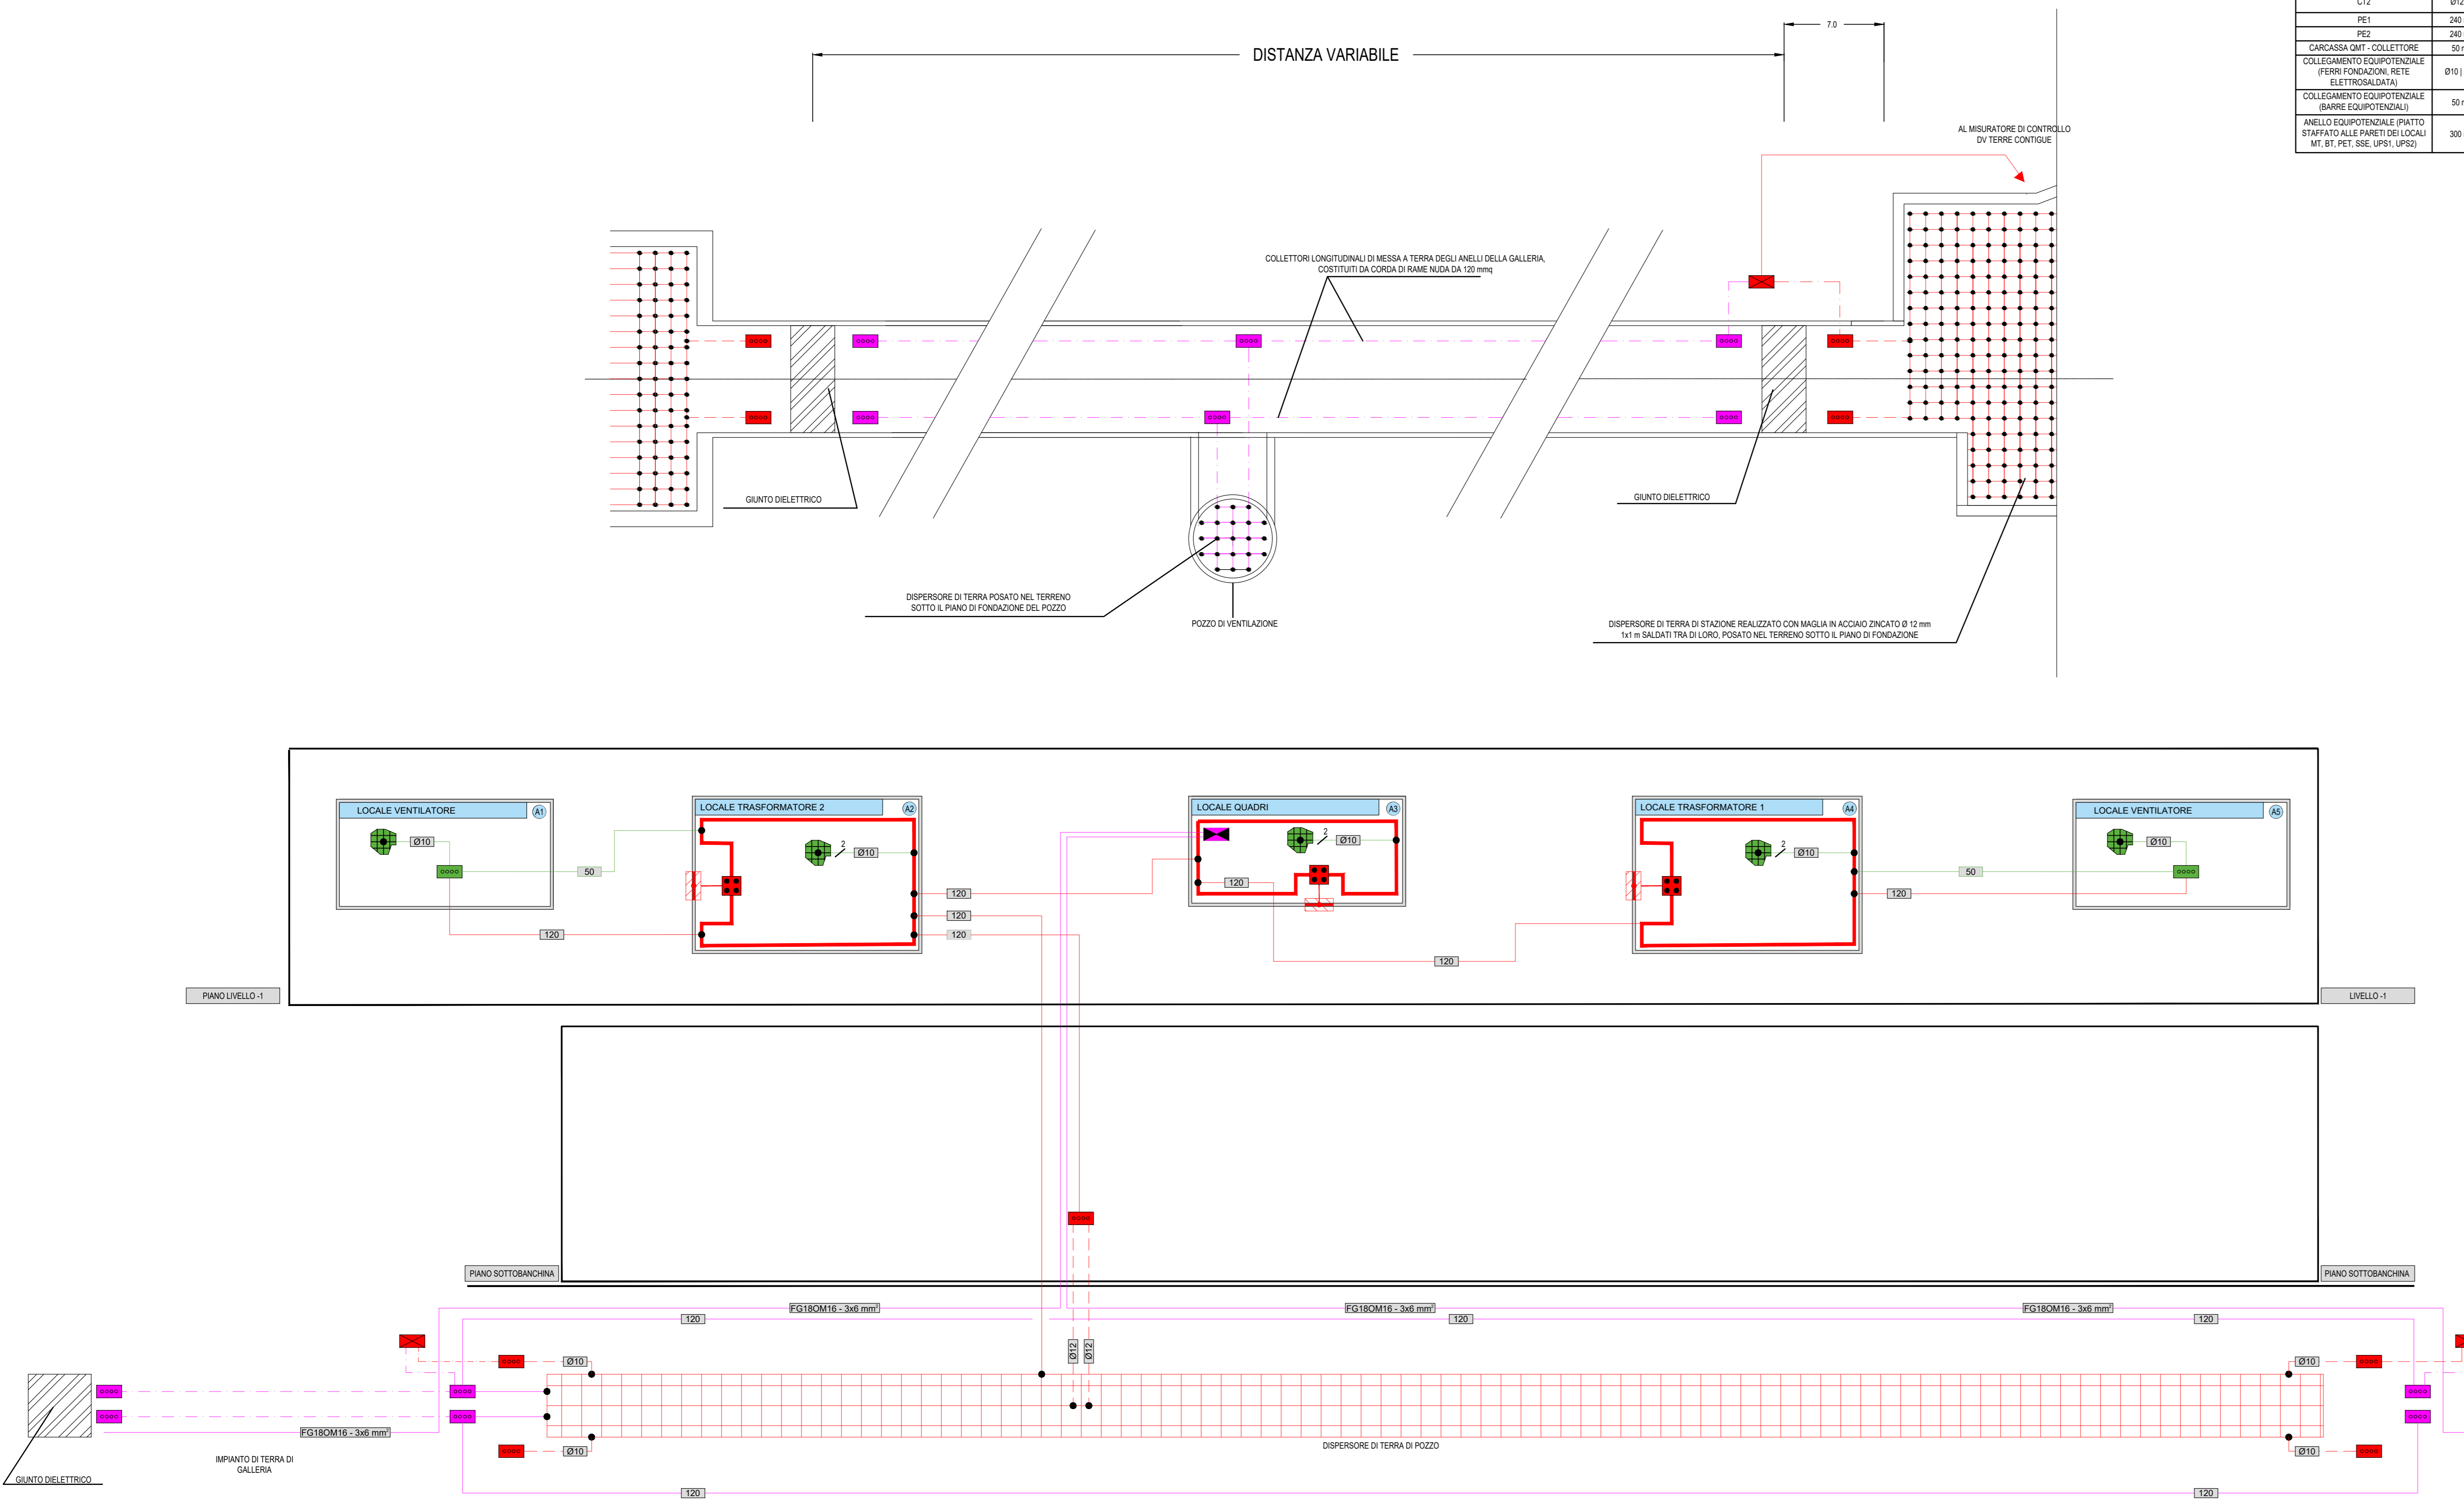 CT2
Ø12
PE1
240
PE2
240
CARCASSA QMT - COLLETTORE
50
COLLEGAMENTO EQUIPOTENZIALE
(FERRI FONDAZIONI, RETE
ELETTROSALDATA)
Ø10 |
COLLEGAMENTO EQUIPOTENZIALE
(BARRE EQUIPOTENZIALI)
50
ANELLO EQUIPOTENZIALE (PIATTO
STAFFATO ALLE PARETI DEI LOCALI
MT, BT, PET, SSE, UPS1, UPS2)
300
7.0
DISTANZA VARIABILE
AL MISURATORE DI CONTROLLO
DV TERRE CONTIGUE
COLLETTORI LONGITUDINALI DI MESSA A TERRA DEGLI ANELLI DELLA GALLERIA,
COSTITUITI DA CORDA DI RAME NUDA DA 120 mmq
GIUNTO DIELETTRICO
GIUNTO DIELETTRICO
DISPERSORE DI TERRA POSATO NEL TERRENO
SOTTO IL PIANO DI FONDAZIONE DEL POZZO
POZZO DI VENTILAZIONE
DISPERSORE DI TERRA DI STAZIONE REALIZZATO CON MAGLIA IN ACCIAIO ZINCATO Ø 12 mm
1x1 m SALDATI TRA DI LORO, POSATO NEL TERRENO SOTTO IL PIANO DI FONDAZIONE
LOCALE VENTILATORE
A1
Ø10
50
120
LOCALE TRASFORMATORE 2
A2
2
Ø10
120
120
120
LOCALE QUADRI
A3
2
Ø10
120
120
LOCALE TRASFORMATORE 1
A4
2
Ø10
50
120
LOCALE VENTILATORE
A5
Ø10
PIANO LIVELLO -1
LIVELLO -1
PIANO SOTTOBANCHINA
PIANO SOTTOBANCHINA
FG18OM16 - 3x6 mm²
FG18OM16 - 3x6 mm²
FG18OM16 - 3x6 mm²
120
120
120
Ø12
Ø12
Ø10
Ø10
Ø10
Ø10
FG18OM16 - 3x6 mm²
DISPERSORE DI TERRA DI POZZO
IMPIANTO DI TERRA DI
GALLERIA
GIUNTO DIELETTRICO
120
120